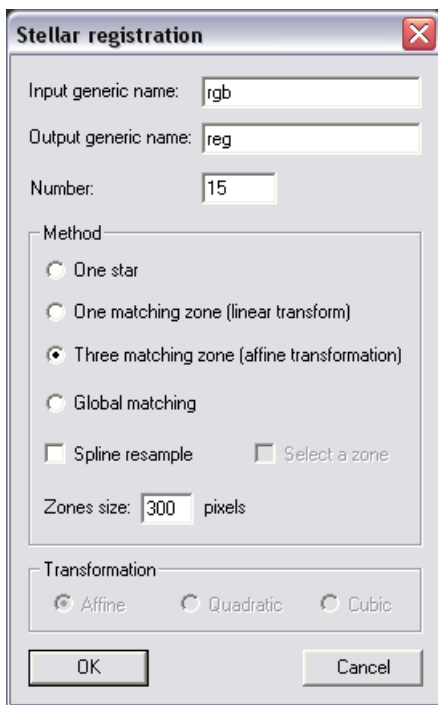 Stellar registration
Input generic name: rgb
Output generic name: reg
Number: 15
Method
One star
One matching zone (linear transform)
Three matching zone (affine transformation)
Global matching
Spline resample Select a zone
Zones size: 300 pixels
Transformation
Affine Quadratic Cubic
OK Cancel